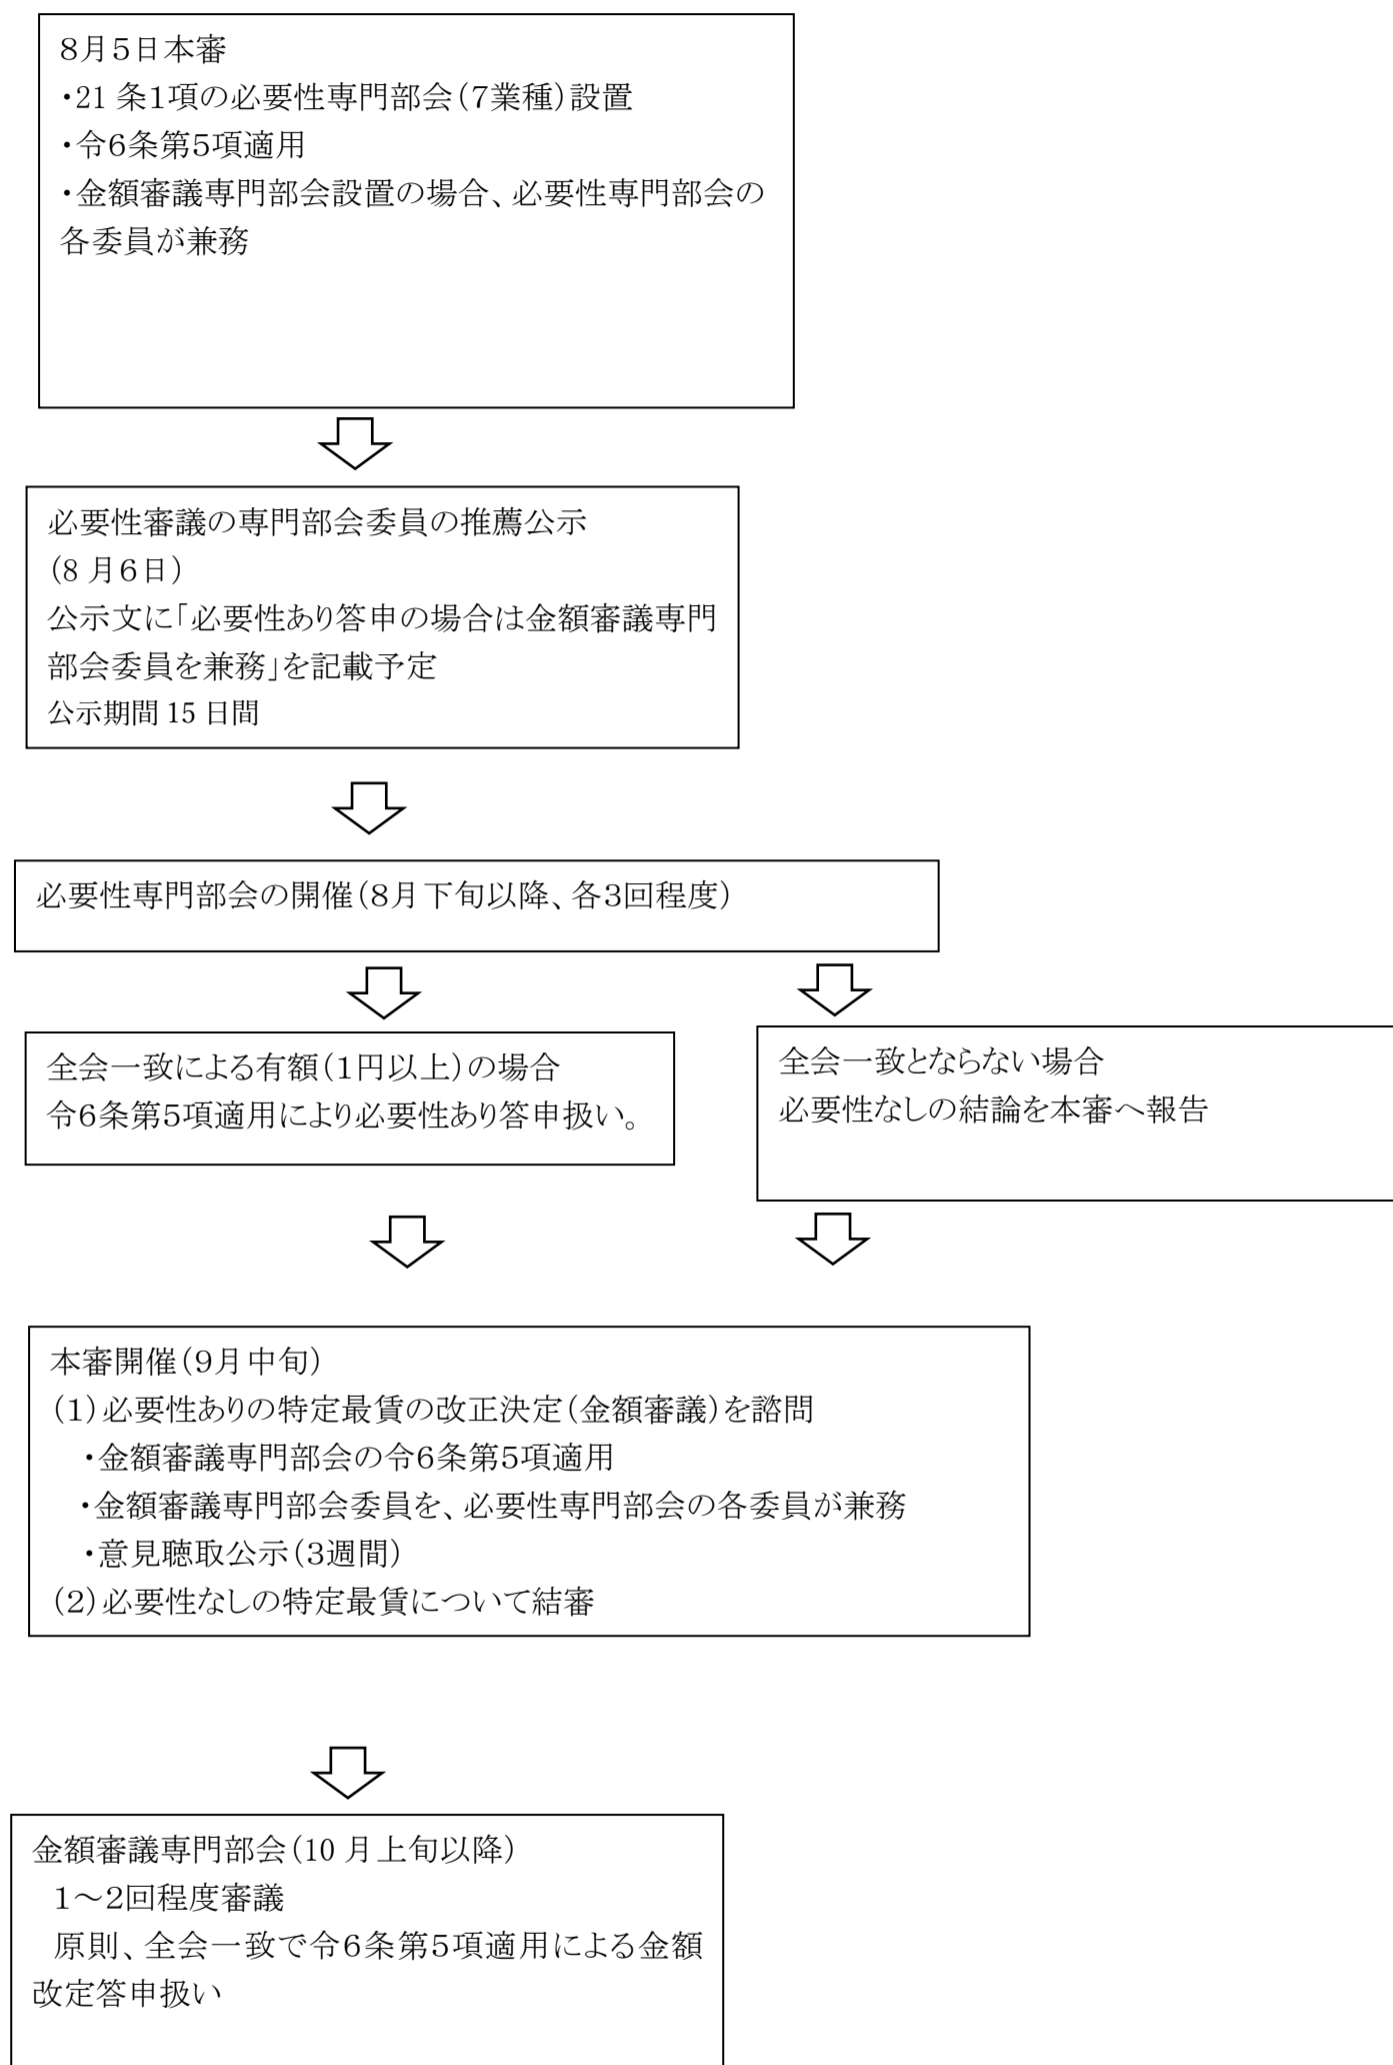 8月5日本審
・21 条1項の必要性専門部会(7業種)設置
・令6条第5項適用
・金額審議専門部会設置の場合、必要性専門部会の
各委員が兼務
必要性審議の専門部会委員の推薦公示
(8 月6日)
公示文に「必要性あり答申の場合は金額審議専門
部会委員を兼務」を記載予定
公示期間 15 日間
必要性専門部会の開催(8月下旬以降、各3回程度)
全会一致による有額(1円以上)の場合
令6条第5項適用により必要性あり答申扱い。
全会一致とならない場合
必要性なしの結論を本審へ報告
本審開催(9月中旬)
(1)必要性ありの特定最賃の改正決定(金額審議)を諮問
・金額審議専門部会の令6条第5項適用
・金額審議専門部会委員を、必要性専門部会の各委員が兼務
・意見聴取公示(3週間)
(2)必要性なしの特定最賃について結審
金額審議専門部会(10 月上旬以降)
1～2回程度審議
原則、全会一致で令6条第5項適用による金額
改定答申扱い